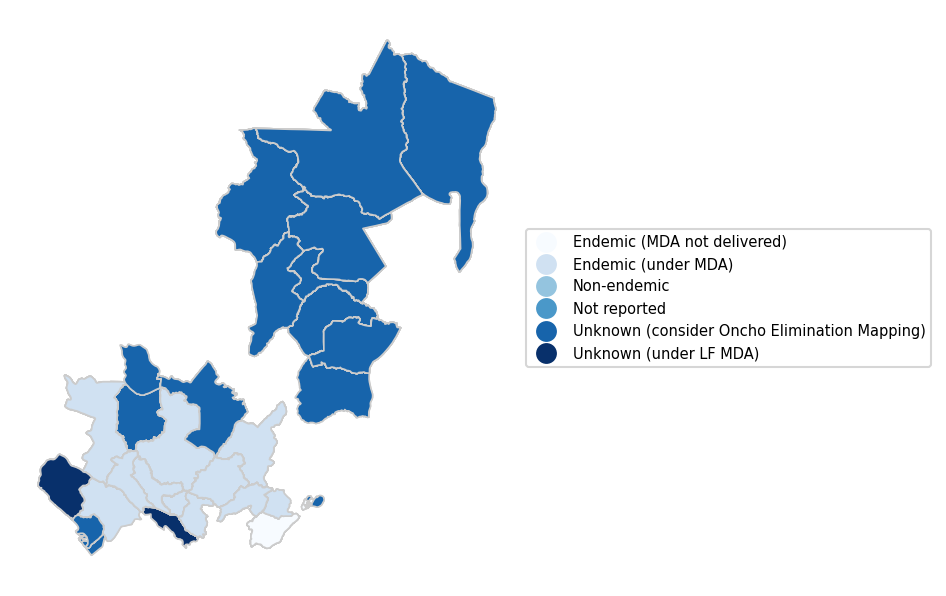 Endemic (MDA not delivered)
Endemic (under MDA)
Non-endemic
Not reported
Unknown (consider Oncho Elimination Mapping)
Unknown (under LF MDA)